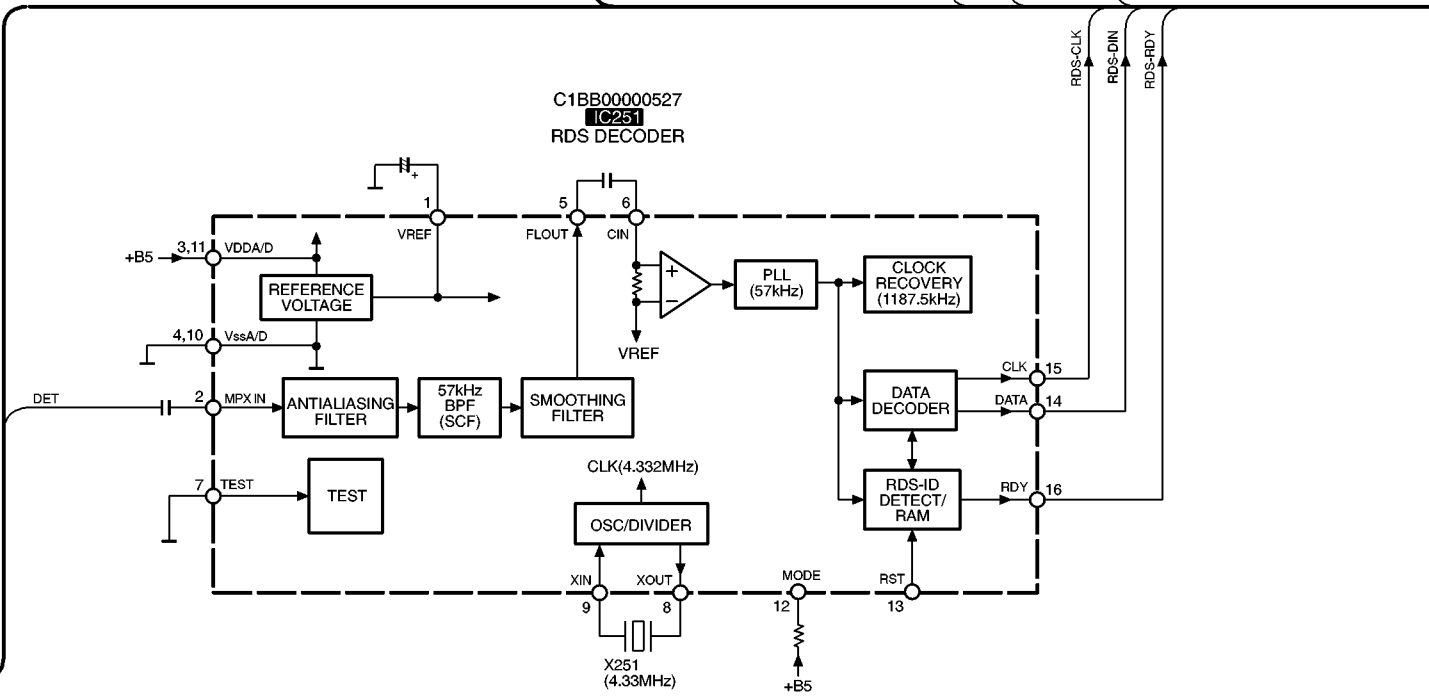 RDS-CLK
RDS-DIN
RDS-RDY
C1BB00000527
IC251
RDS DECODER
+
1
5
6
VREF
FLOUT
CIN
+B5
3,11
VDDA/D
REFERENCE
VOLTAGE
+
−
PLL
(57kHz)
CLOCK
RECOVERY
(1187.5kHz)
4,10
VssA/D
VREF
CLK
15
DET
2
MPX IN
ANTIALIASING
FILTER
57kHz
BPF
(SCF)
SMOOTHING
FILTER
DATA
DECODER
DATA
14
7
TEST
TEST
CLK(4.332MHz)
OSC/DIVIDER
RDS-ID
DETECT/
RAM
RDY
16
XIN
XOUT
MODE
RST
9
8
12
13
X251
(4.33MHz)
+B5